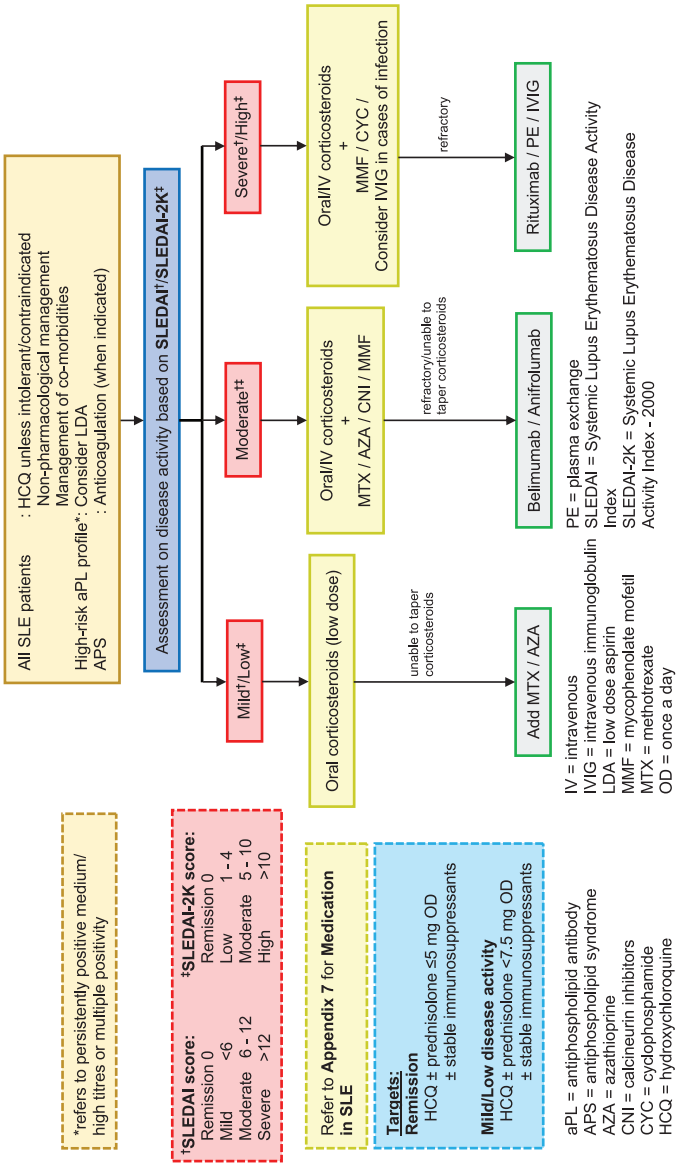 All SLE patients : HCQ unless intolerant/contraindicated
Non-pharmacological management
Management of co-morbidities
High-risk aPL profile*: Consider LDA
APS : Anticoagulation (when indicated)
*refers to persistently positive medium/
high titres or multiple positivity
Assessment on disease activity based on SLEDAI†/SLEDAI-2K‡
†SLEDAI score:
Remission 0
Mild <6
Moderate 6 - 12
Severe >12
‡SLEDAI-2K score:
Remission 0
Low 1 - 4
Moderate 5 - 10
High >10
Mild†/Low‡
Moderate†‡
Severe†/High‡
Refer to Appendix 7 for Medication
in SLE
Oral corticosteroids (low dose)
Oral/IV corticosteroids
+
MTX / AZA / CNI / MMF
Oral/IV corticosteroids
+
MMF / CYC /
Consider IVIG in cases of infection
Targets:
Remission
HCQ ± prednisolone ≤5 mg OD
± stable immunosuppressants
Mild/Low disease activity
HCQ ± prednisolone <7.5 mg OD
± stable immunosuppressants
unable to taper
corticosteroids
refractory/unable to
taper corticosteroids
refractory
Add MTX / AZA
Belimumab / Anifrolumab
Rituximab / PE / IVIG
aPL = antiphospholipid antibody
APS = antiphospholipid syndrome
AZA = azathioprine
CNI = calcineurin inhibitors
CYC = cyclophosphamide
HCQ = hydroxychloroquine
IV = intravenous
IVIG = intravenous immunoglobulin
LDA = low dose aspirin
MMF = mycophenolate mofetil
MTX = methotrexate
OD = once a day
PE = plasma exchange
SLEDAI = Systemic Lupus Erythematosus Disease Activity
Index
SLEDAI-2K = Systemic Lupus Erythematosus Disease
Activity Index - 2000